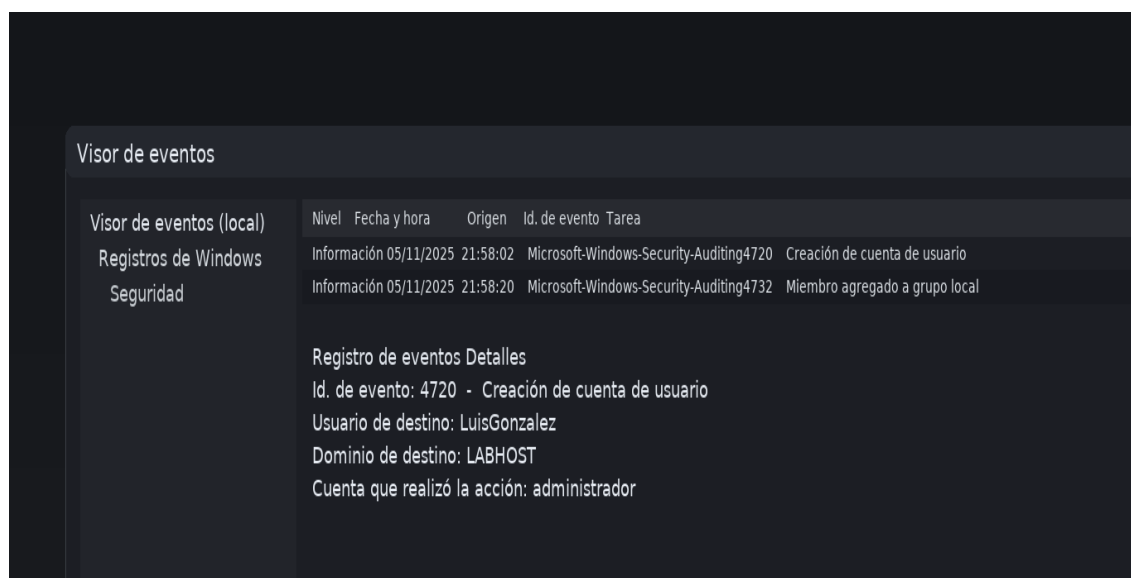 Visor de eventos
Visor de eventos (local)
Registros de Windows
Seguridad
Nivel Fecha y hora Origen Id. de evento Tarea
Información 05/11/2025 21:58:02 Microsoft-Windows-Security-Auditing4720 Creación de cuenta de usuario
Información 05/11/2025 21:58:20 Microsoft-Windows-Security-Auditing4732 Miembro agregado a grupo local
Registro de eventos Detalles
Id. de evento: 4720 - Creación de cuenta de usuario
Usuario de destino: LuisGonzalez
Dominio de destino: LABHOST
Cuenta que realizó la acción: administrador